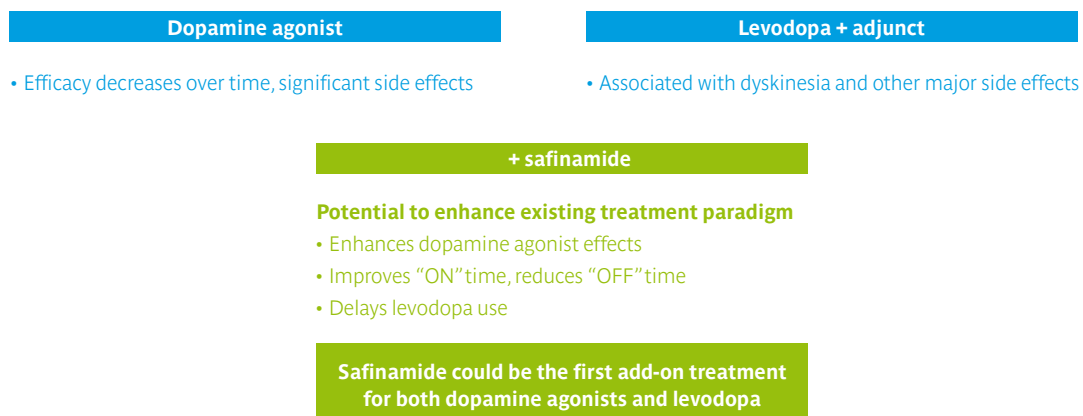 Dopamine agonist
• Efficacy decreases over time, significant side effects
Levodopa + adjunct
• Associated with dyskinesia and other major side effects
+ safinamide
Potential to enhance existing treatment paradigm
• Enhances dopamine agonist effects
• Improves “ON” time, reduces “OFF” time
• Delays levodopa use
Safinamide could be the first add-on treatment
for both dopamine agonists and levodopa